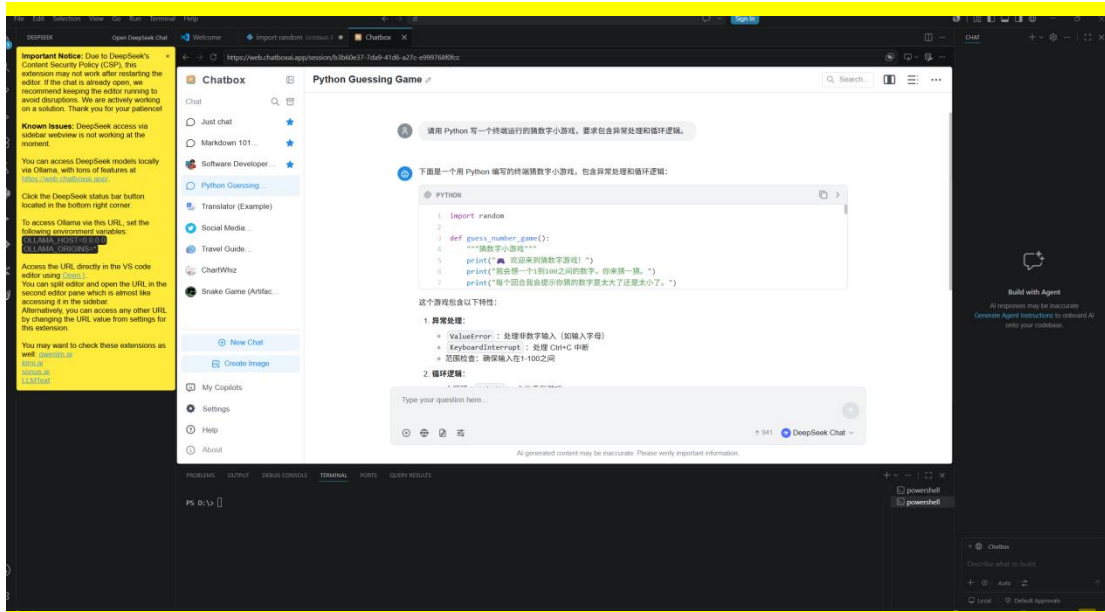 File Edit Selection View Go Run Terminal Help
Sign In
DEEPSEEK
Open DeepSeek Chat
Welcome
import random Untitled-1
Chatbox
CHAT
Important Notice: Due to DeepSeek's
Content Security Policy (CSP), this
extension may not work after restarting the
editor. If the chat is already open, we
recommend keeping the editor running to
avoid disruptions. We are actively working
on a solution. Thank you for your patience!
Known Issues: DeepSeek access via
sidebar webview is not working at the
moment.
You can access DeepSeek models locally
via Ollama, with tons of features at
https://web.chatboxai.app/.
Click the DeepSeek status bar button
located in the bottom right corner.
To access Ollama via this URL, set the
following environment variables:
OLLAMA_HOST=0.0.0.0
OLLAMA_ORIGINS=*
Access the URL directly in the VS code
editor using Open |.
You can split editor and open the URL in the
second editor pane which is almost like
accessing it in the sidebar.
Alternatively, you can access any other URL
by changing the URL value from settings for
this extension.
You may want to check these extensions as
well: qwenlm.ai
kimi.ai
sonus.ai
LLMText
https://web.chatboxai.app/session/b3b60e37-7da9-41d6-a27c-e999768f0fcc
Chatbox
Chat
Just chat
Markdown 101...
Software Developer...
Python Guessing...
Translator (Example)
Social Media...
Travel Guide...
ChartWhiz
Snake Game (Artifac...
New Chat
Create Image
My Copilots
Settings
Help
About
Python Guessing Game
Search...
请用 Python 写一个终端运行的猜数字小游戏，要求包含异常处理和循环逻辑。
下面是一个用 Python 编写的终端猜数字小游戏，包含异常处理和循环逻辑：
PYTHON
1 import random
2
3 def guess_number_game():
4 """猜数字小游戏"""
5 print("🎮 欢迎来到猜数字游戏！")
6 print("我会想一个1到100之间的数字，你来猜一猜。")
7 print("每个回合我会提示你猜的数字是太大了还是太小了。")
这个游戏包含以下特性：
1. 异常处理：
ValueError ：处理非数字输入（如输入字母）
KeyboardInterrupt ：处理 Ctrl+C 中断
范围检查：确保输入在1-100之间
2. 循环逻辑：
Type your question here...
↑ 941 DeepSeek Chat
AI-generated content may be inaccurate. Please verify important information.
Build with Agent
AI responses may be inaccurate
Generate Agent Instructions to onboard AI
onto your codebase.
PROBLEMS OUTPUT DEBUG CONSOLE TERMINAL PORTS QUERY RESULTS
PS D:\>
powershell
powershell
Chatbox
Describe what to build
Auto
Local Default Approvals